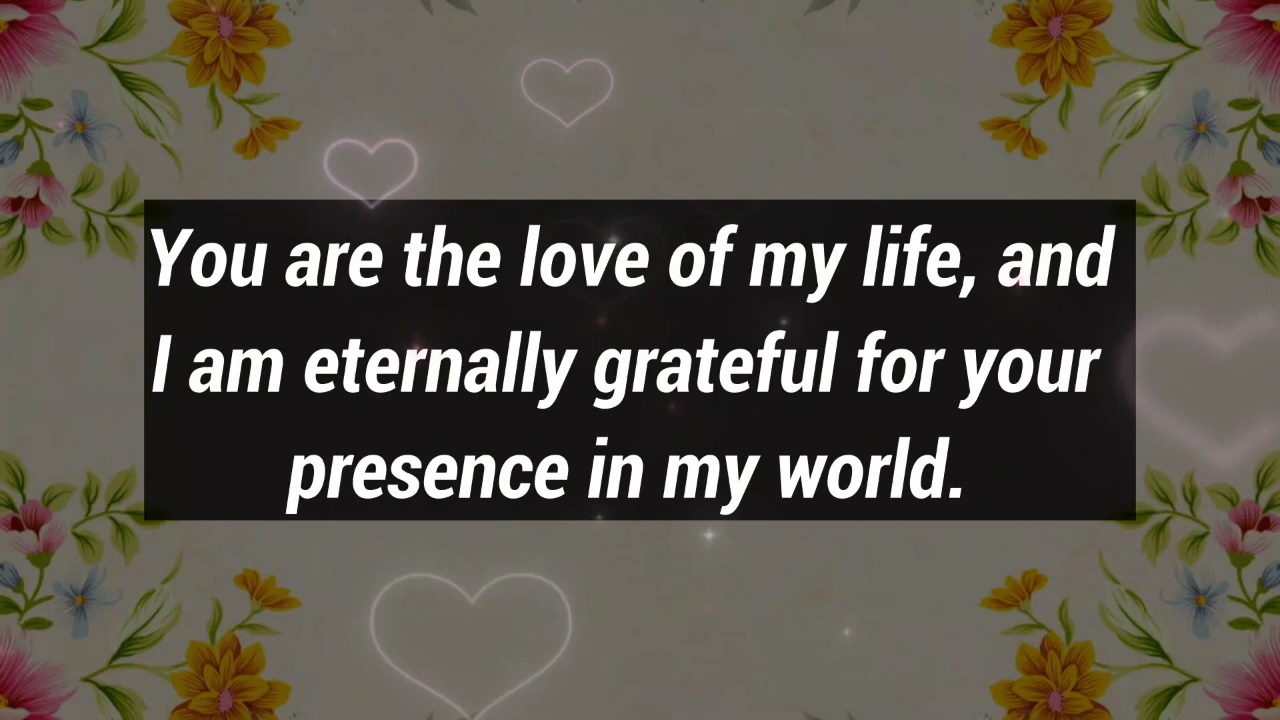 You are the love of my life, and
I am eternally grateful for your
presence in my world.